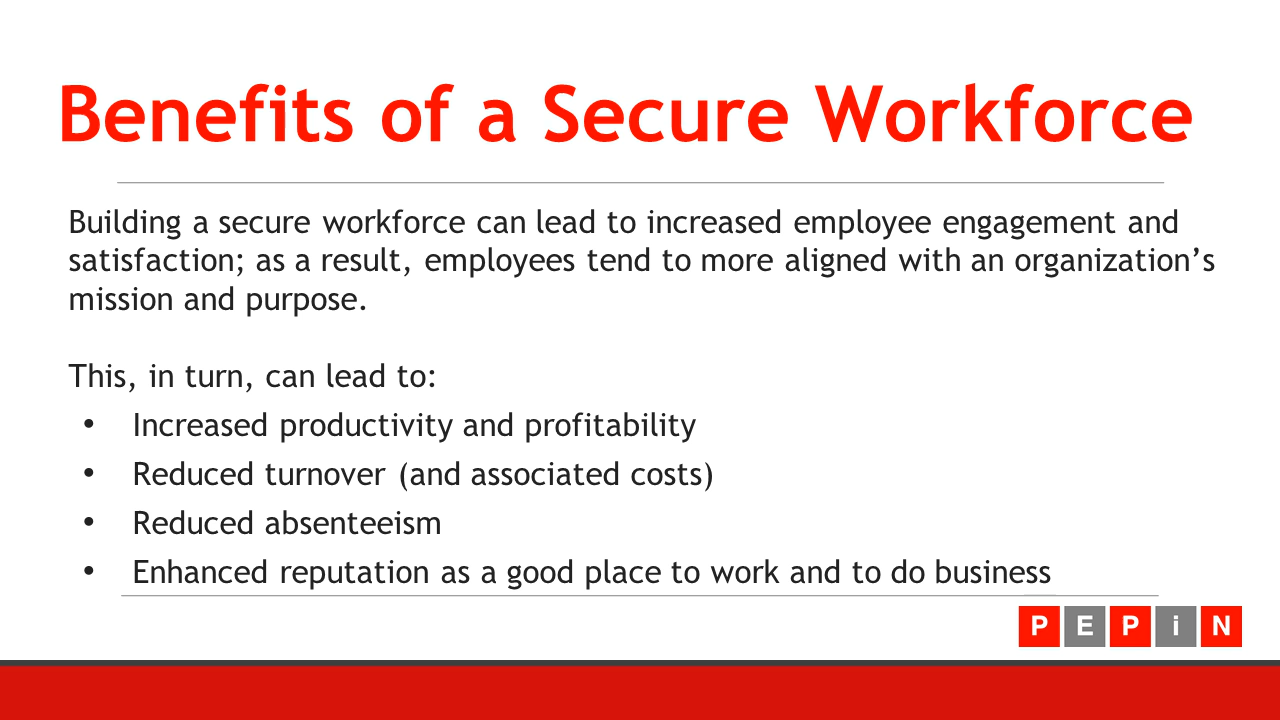 Benefits of a Secure Workforce
Building a secure workforce can lead to increased employee engagement and
satisfaction; as a result, employees tend to more aligned with an organization’s
mission and purpose.
This, in turn, can lead to:
• Increased productivity and profitability
• Reduced turnover (and associated costs)
• Reduced absenteeism
• Enhanced reputation as a good place to work and to do business
PEPiN